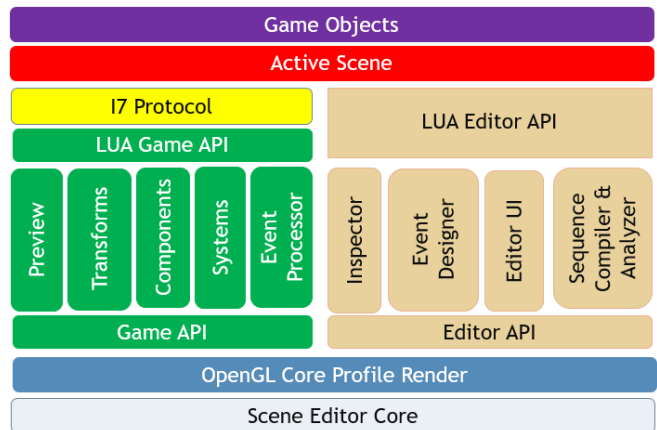 Game Objects
Active Scene
I7 Protocol
LUA Game API
LUA Editor API
Preview
Transforms
Components
Systems
Event
Processor
Inspector
Event
Designer
Editor UI
Sequence
Compiler &
Analyzer
Game API
Editor API
OpenGL Core Profile Render
Scene Editor Core